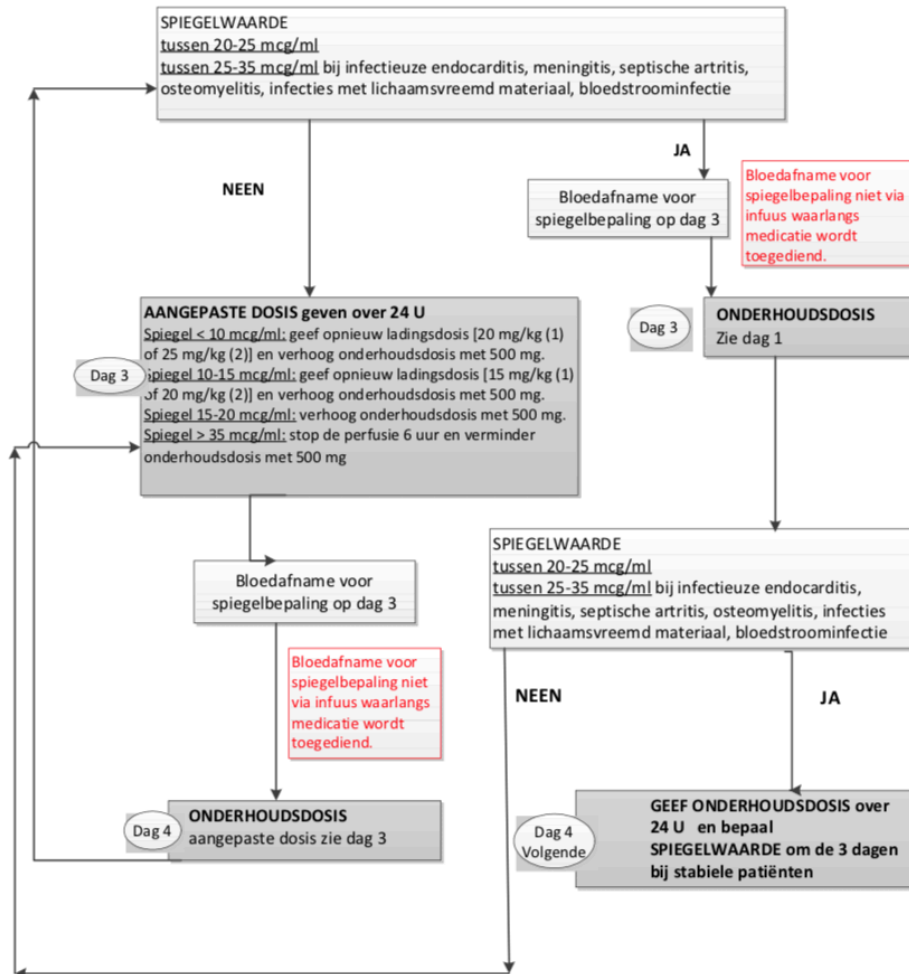 SPIEGELWAARDE
tussen 20-25 mcg/ml
tussen 25-35 mcg/ml bij infectieuze endocarditis, meningitis, septische artritis,
osteomyelitis, infecties met lichaamsvreemd materiaal, bloedstroominfectie
NEEN
JA
Bloedafname voor
spiegelbepaling op dag 3
Bloedafname voor
spiegelbepaling niet via
infuus waarlangs
medicatie wordt
toegediend.
Dag 3
AANGEPASTE DOSIS geven over 24 U
Spiegel < 10 mcg/ml: geef opnieuw ladingsdosis [20 mg/kg (1)
of 25 mg/kg (2)] en verhoog onderhoudsdosis met 500 mg.
Spiegel 10-15 mcg/ml: geef opnieuw ladingsdosis [15 mg/kg (1)
of 20 mg/kg (2)] en verhoog onderhoudsdosis met 500 mg.
Spiegel 15-20 mcg/ml: verhoog onderhoudsdosis met 500 mg.
Spiegel > 35 mcg/ml: stop de perfusie 6 uur en verminder
onderhoudsdosis met 500 mg
Dag 3
ONDERHOUDSDOSIS
Zie dag 1
Bloedafname voor
spiegelbepaling op dag 3
Bloedafname voor
spiegelbepaling niet
via infuus waarlangs
medicatie wordt
toegediend.
SPIEGELWAARDE
tussen 20-25 mcg/ml
tussen 25-35 mcg/ml bij infectieuze endocarditis,
meningitis, septische artritis, osteomyelitis, infecties
met lichaamsvreemd materiaal, bloedstroominfectie
NEEN
JA
Dag 4
ONDERHOUDSDOSIS
aangepaste dosis zie dag 3
Dag 4
Volgende
GEEF ONDERHOUDSDOSIS over
24 U en bepaal
SPIEGELWAARDE om de 3 dagen
bij stabiele patiënten